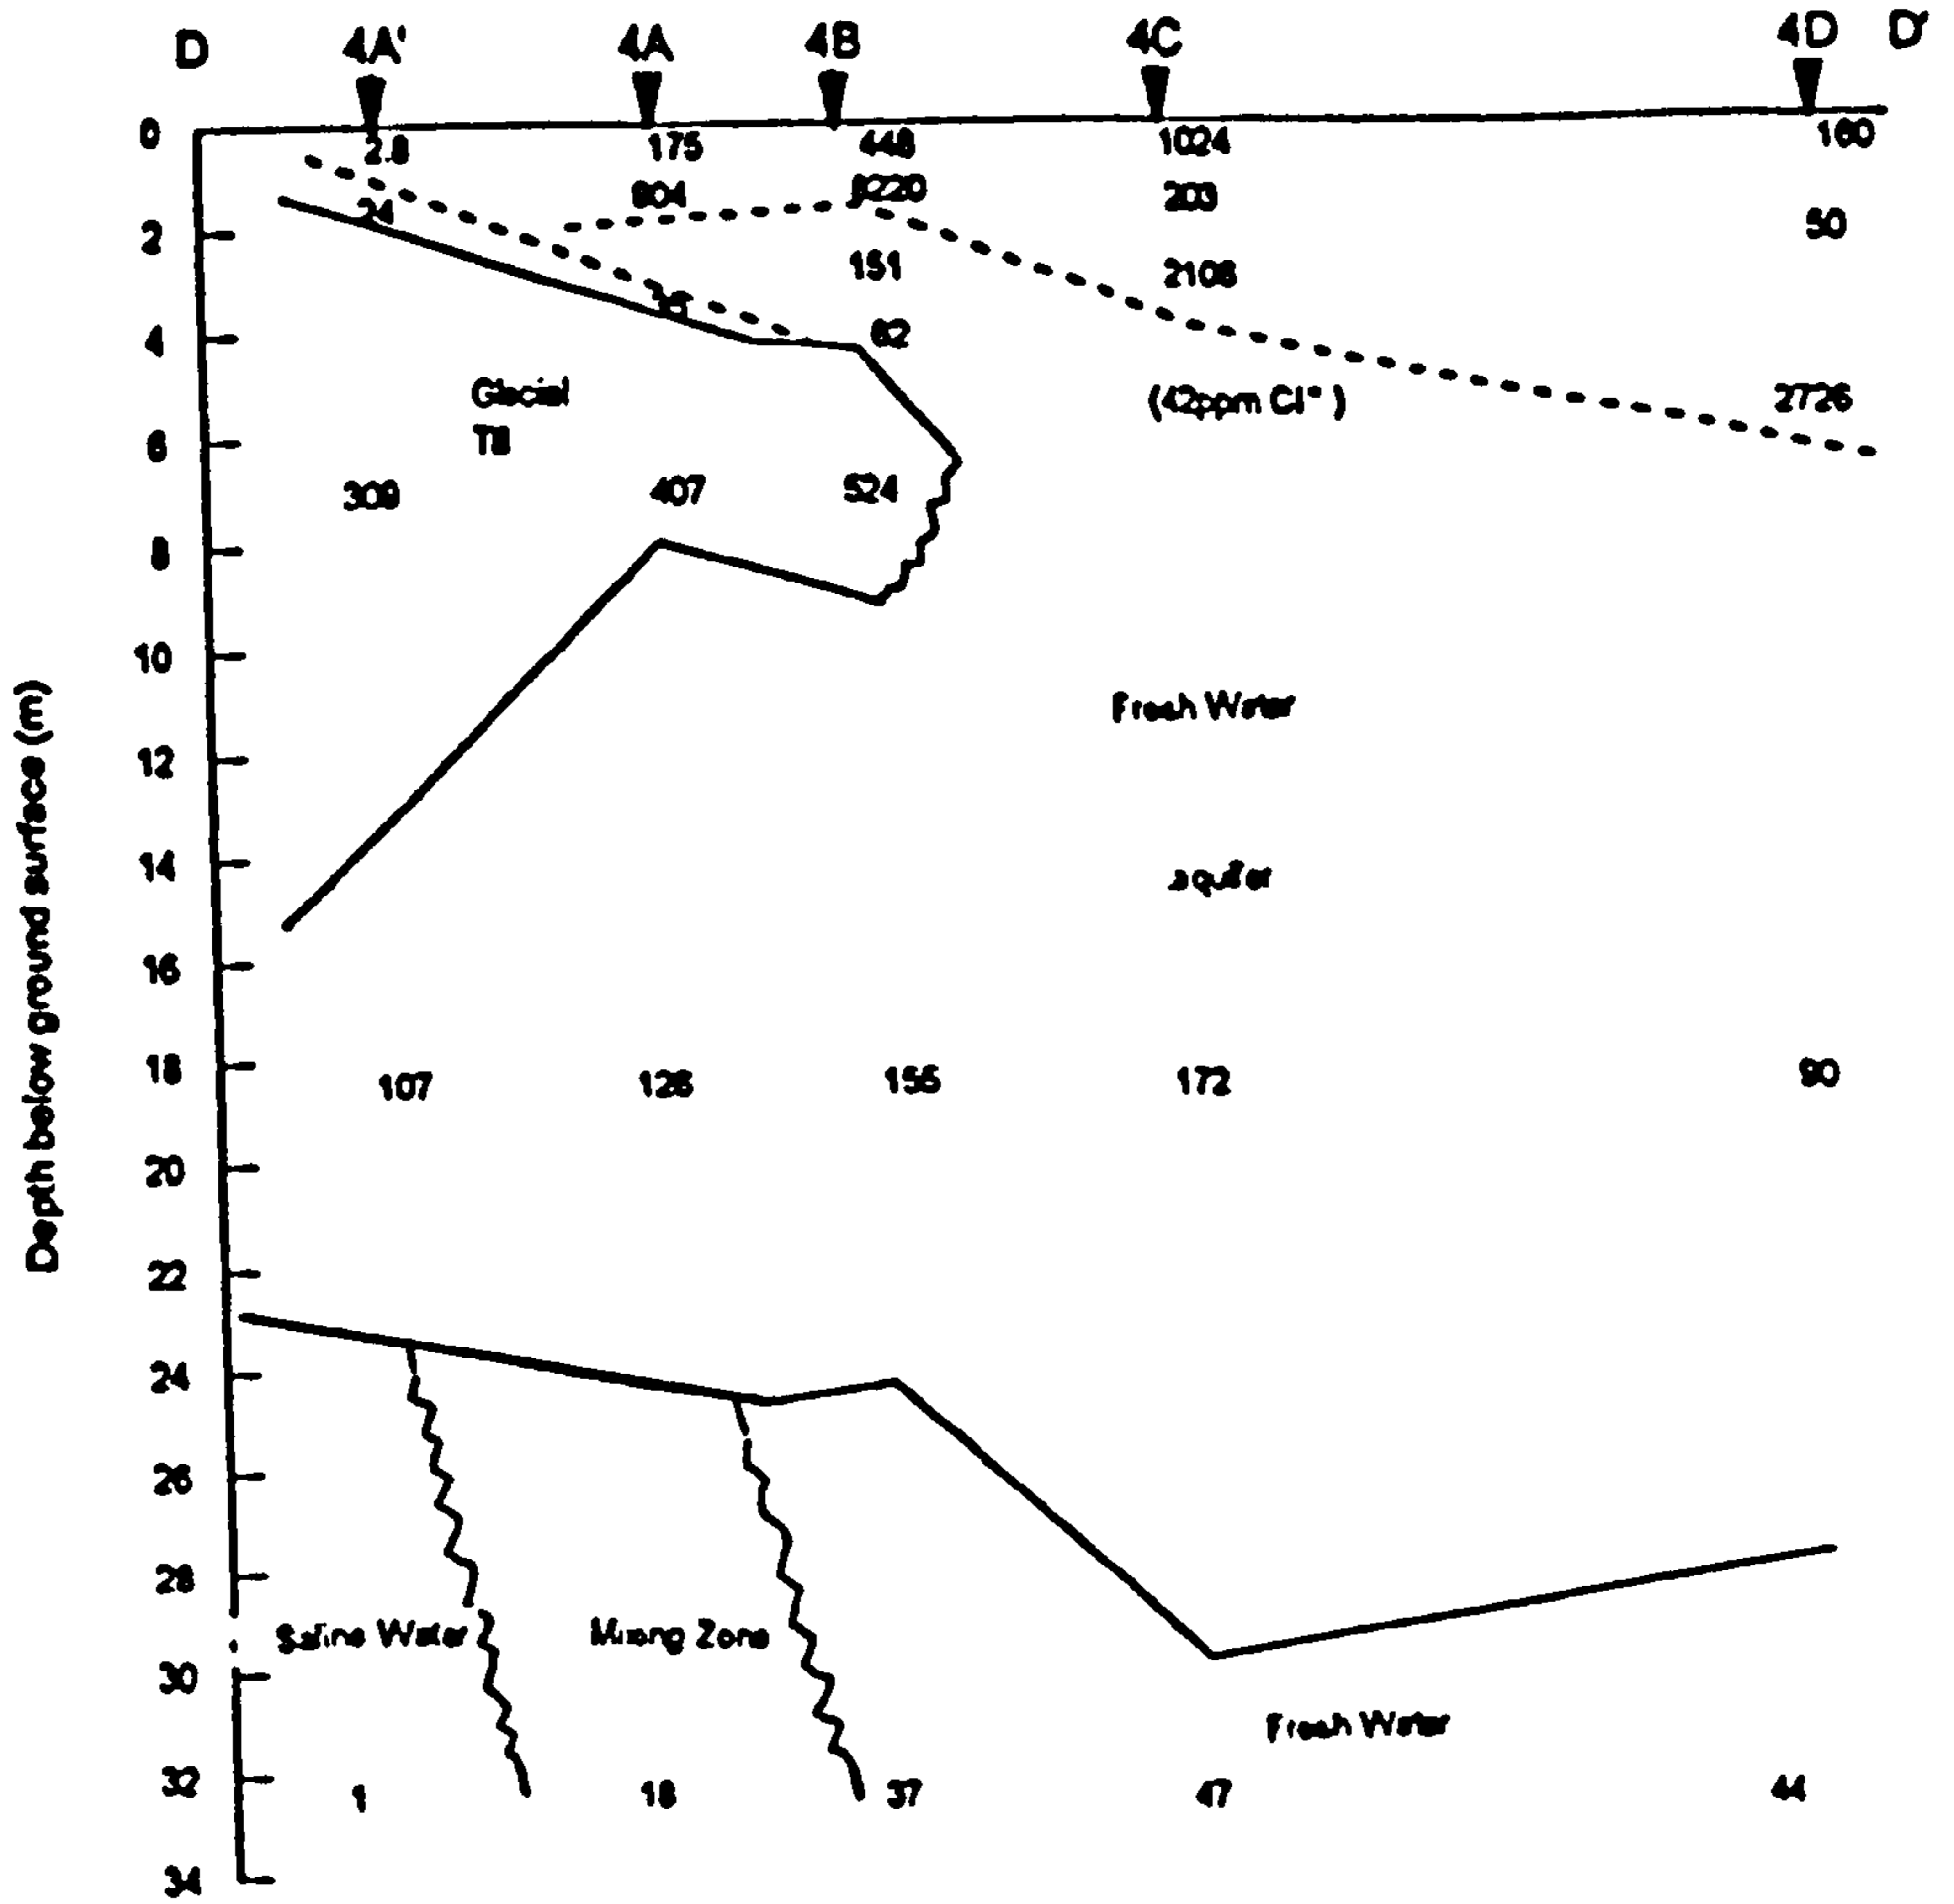 D 4A' 4A 4B 4C 4D D'
0 2.8 175 448 1024 160
804 203
24
2 50
151 2108
4 62
Glacial (42ppm Cl⁻) 2726
Till
6
309 407 524
8
10
Fresh Water
12
14 aquifer
16
18 107 126 156 172 90
20
22
24
26
28
Saline Water Mixing Zone
30
Fresh Water
32 1 18 37 47 44
34
Depth below ground surface (m)